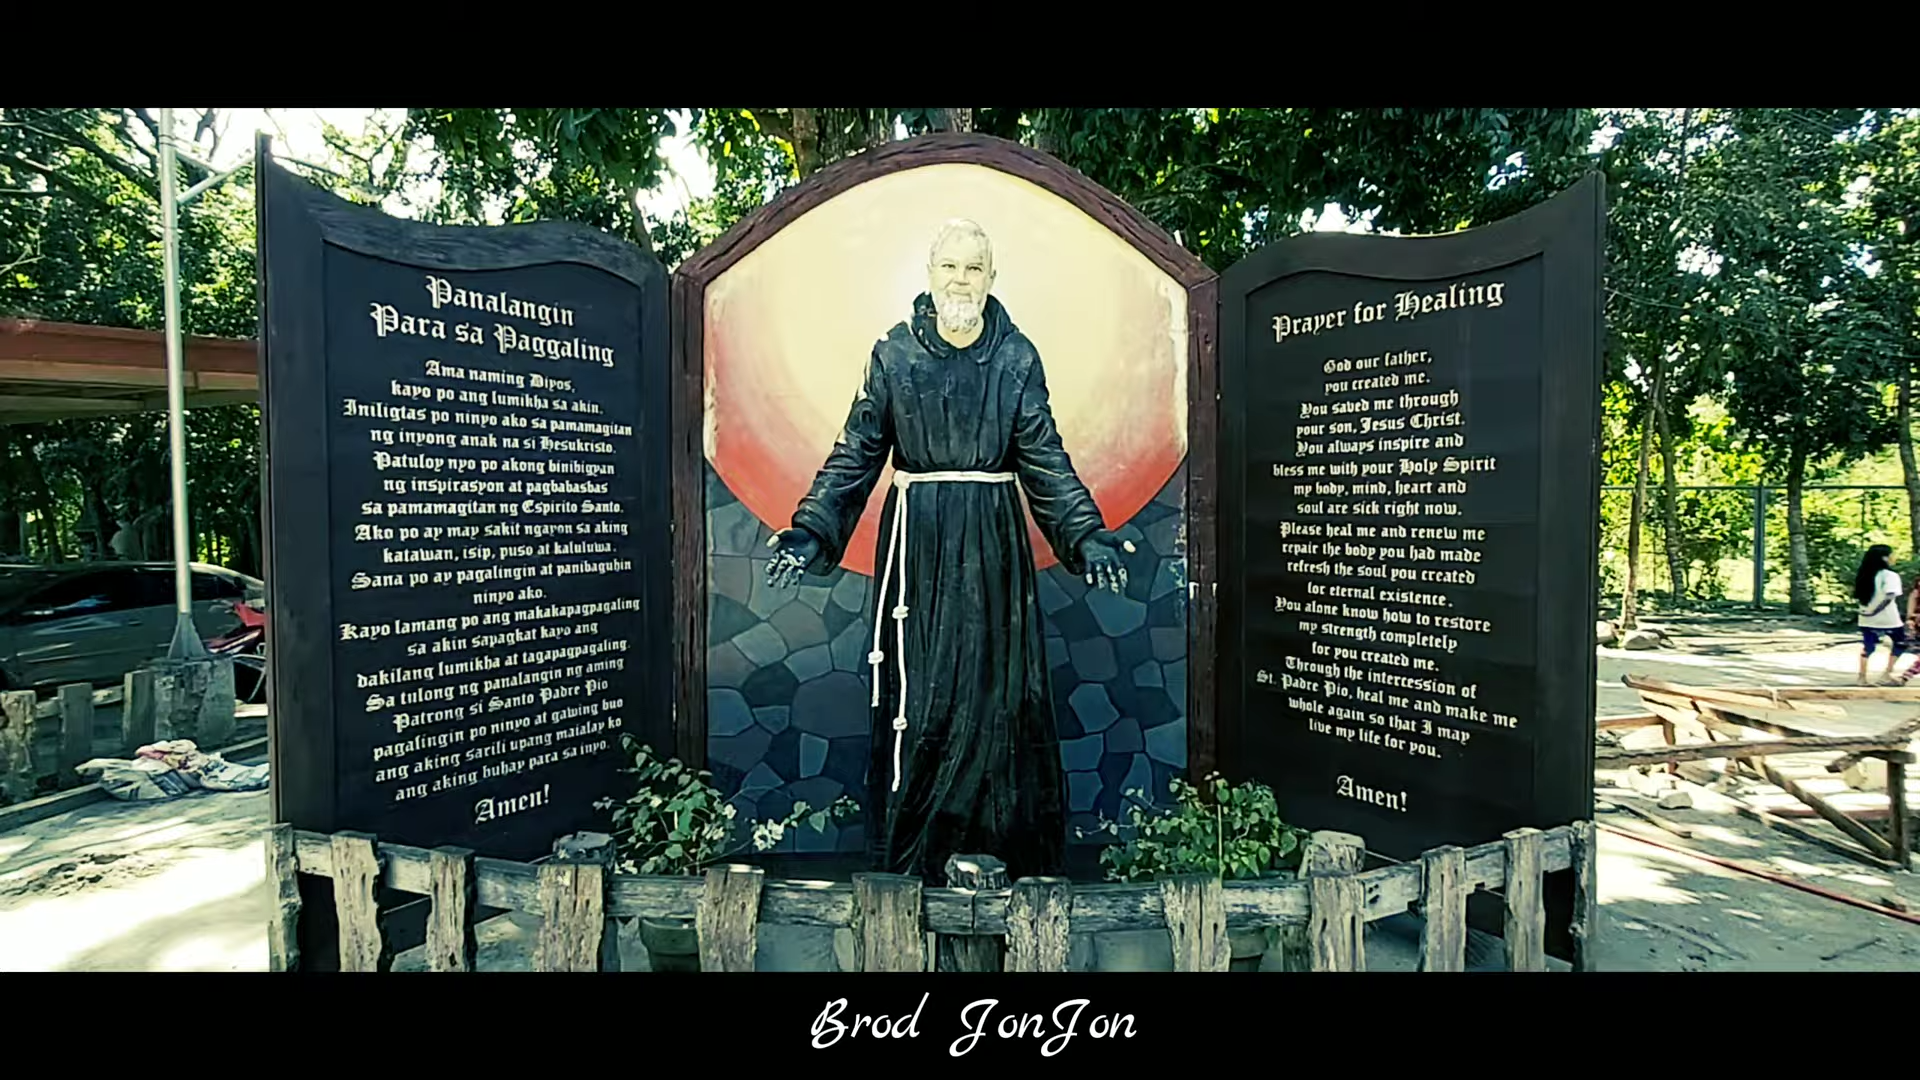 Panalangin
Para sa Paggaling
Ama naming Diyos,
kayo po ang lumikha sa akin.
Iniligtas po ninyo ako sa pamamagitan
ng inyong anak na si Hesukristo.
Patuloy nyo po akong binibigyan
ng inspirasyon at pagbabasbas
sa pamamagitan ng Espirito Santo.
Ako po ay may sakit ngayon sa aking
katawan, isip, puso at kaluluwa.
Sana po ay pagalingin at panibaguhin
ninyo ako.
Kayo lamang po ang makakapagpagaling
sa akin sapagkat kayo ang
dakilang lumikha at tagapagpagaling.
Sa tulong ng panalangin ng aming
Patrong si Santo Padre Pio
pagalingin po ninyo at gawing buo
ang aking sarili upang maialay ko
ang aking buhay para sa inyo.
Amen!
Prayer for Healing
God our father,
you created me.
You saved me through
your son, Jesus Christ.
You always inspire and
bless me with your Holy Spirit
my body, mind, heart and
soul are sick right now.
Please heal me and renew me
repair the body you had made
refresh the soul you created
for eternal existence.
You alone know how to restore
my strength completely
for you created me.
Through the intercession of
St. Padre Pio, heal me and make me
whole again so that I may
live my life for you.
Amen!
Brod JonJon